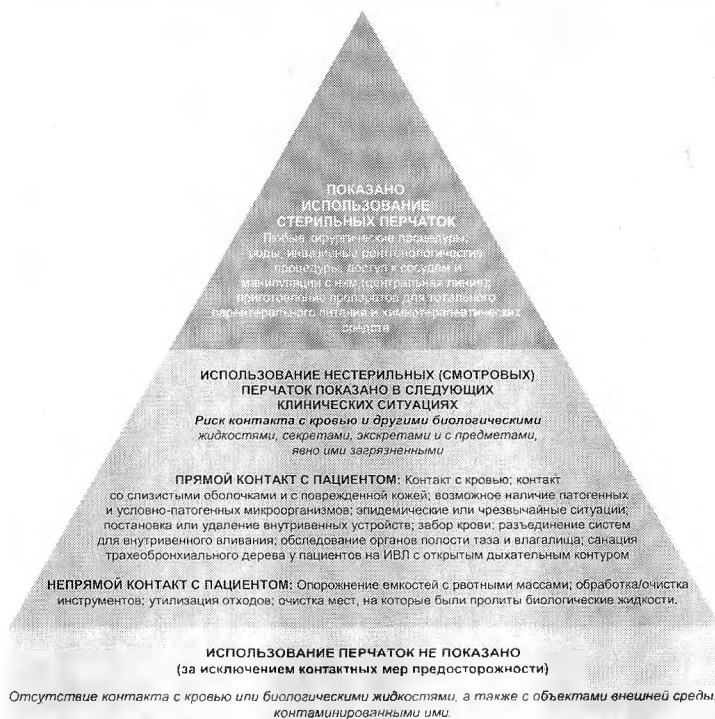 ПОКАЗАНО
ИСПОЛЬЗОВАНИЕ
СТЕРИЛЬНЫХ ПЕРЧАТОК
Любые хирургические процедуры;
роды; инвазивные рентгенологические
процедуры; доступ к сосудам и
манипуляции с ним (центральная линия);
приготовление препаратов для тотального
парентерального питания и химиотерапевтических
средств
ИСПОЛЬЗОВАНИЕ НЕСТЕРИЛЬНЫХ (СМОТРОВЫХ)
ПЕРЧАТОК ПОКАЗАНО В СЛЕДУЮЩИХ
КЛИНИЧЕСКИХ СИТУАЦИЯХ
Риск контакта с кровью и другими биологическими
жидкостями, секретами, экскретами и с предметами,
явно ими загрязненными
ПРЯМОЙ КОНТАКТ С ПАЦИЕНТОМ: Контакт с кровью; контакт
со слизистыми оболочками и с поврежденной кожей; возможное наличие патогенных
и условно-патогенных микроорганизмов; эпидемические или чрезвычайные ситуации;
постановка или удаление внутривенных устройств; забор крови; разъединение систем
для внутривенного вливания; обследование органов полости таза и влагалища; санация
трахеобронхиального дерева у пациентов на ИВЛ с открытым дыхательным контуром
НЕПРЯМОЙ КОНТАКТ С ПАЦИЕНТОМ: Опорожнение емкостей с рвотными массами; обработка/очистка
инструментов; утилизация отходов; очистка мест, на которые были пролиты биологические жидкости.
ИСПОЛЬЗОВАНИЕ ПЕРЧАТОК НЕ ПОКАЗАНО
(за исключением контактных мер предосторожности)
Отсутствие контакта с кровью или биологическими жидкостями, а также с объектами внешней среды,
контаминированными ими.